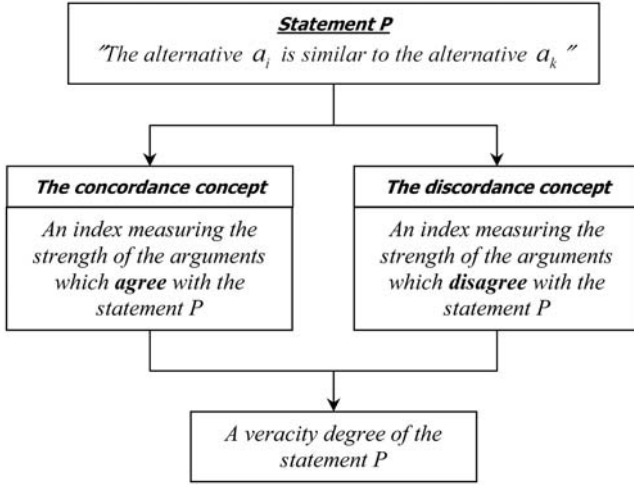 Statement P
"The alternative a_i is similar to the alternative a_k"
The concordance concept
An index measuring the
strength of the arguments
which agree with the
statement P
The discordance concept
An index measuring the
strength of the arguments
which disagree with the
statement P
A veracity degree of the
statement P